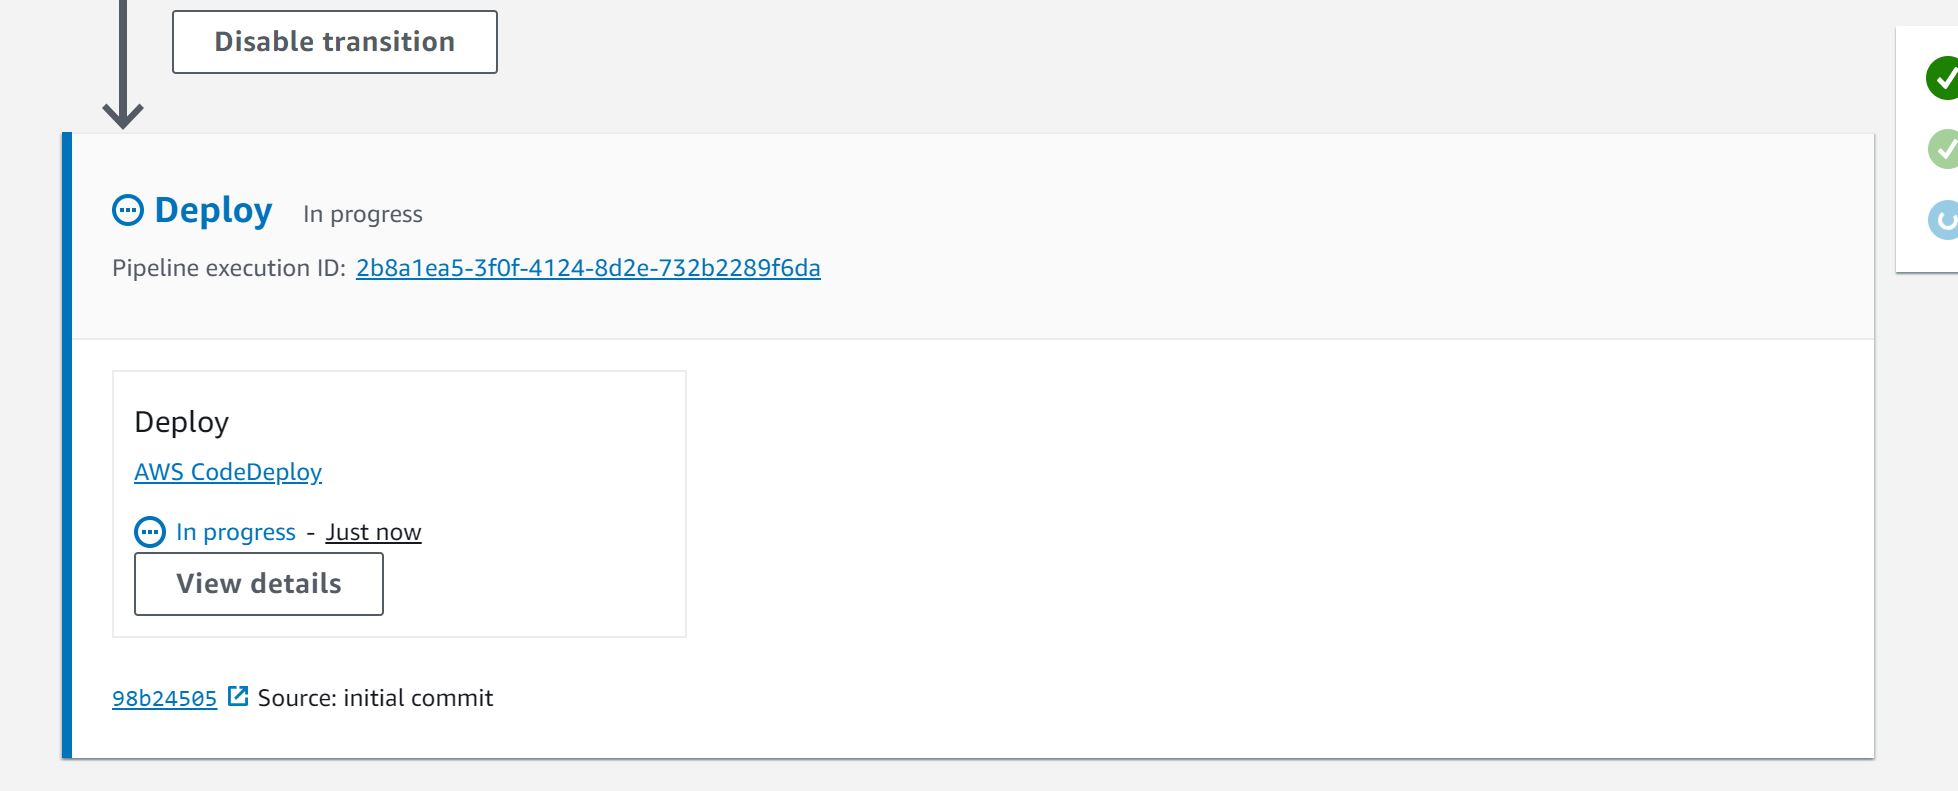 Disable transition
Deploy In progress
Pipeline execution ID: 2b8a1ea5-3f0f-4124-8d2e-732b2289f6da
Deploy
AWS CodeDeploy
In progress - Just now
View details
98b24505 Source: initial commit